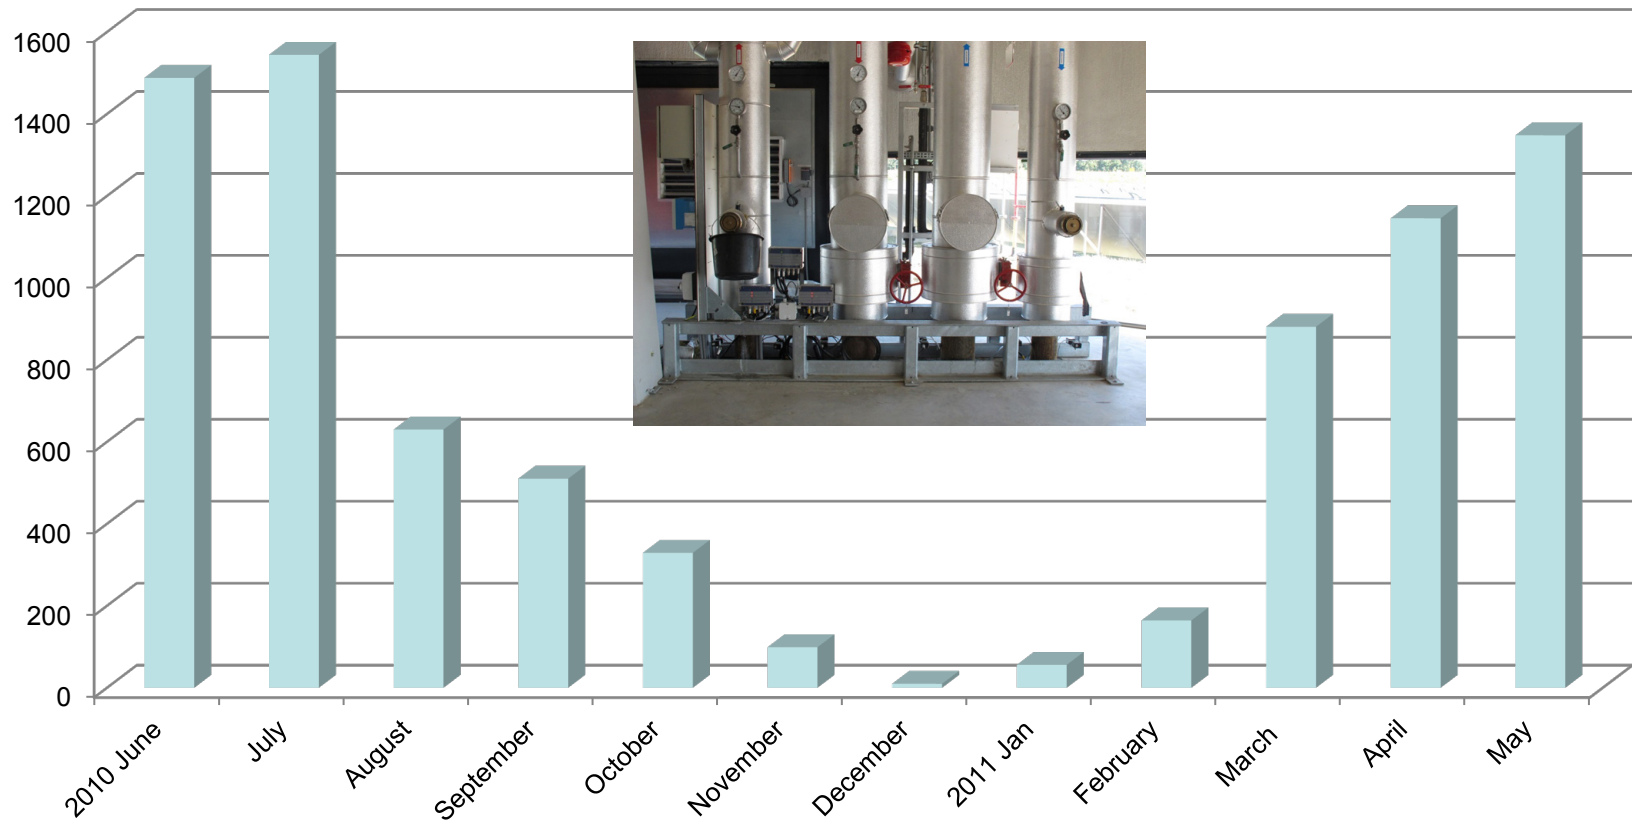 1600
1400
1200
1000
800
600
400
200
0
2010 June
July
August
September
October
November
December
2011 Jan
February
March
April
May